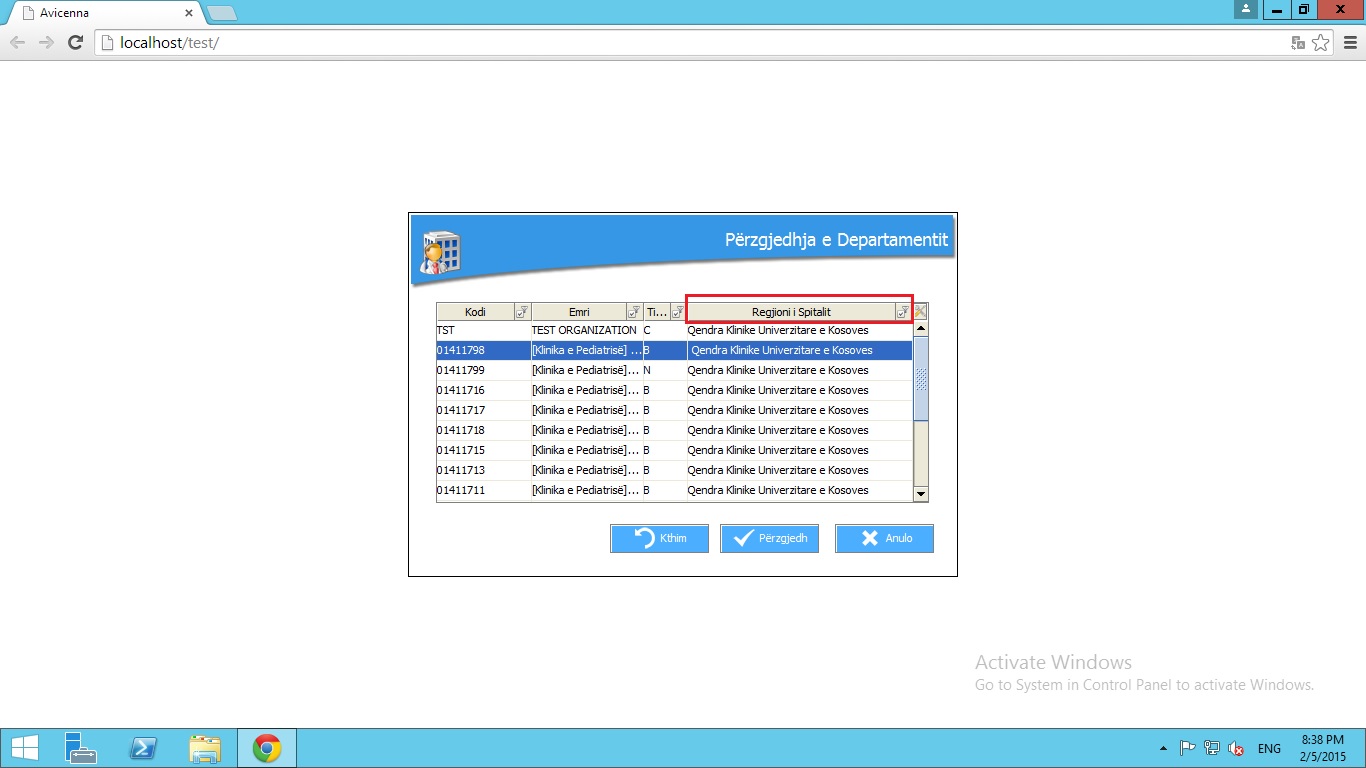 Avicenna
localhost/test/
Përzgjedhja e Departamentit
Kodi Emri Ti... Regjioni i Spitalit
TST TEST ORGANIZATION C Qendra Klinike Univerzitare e Kosoves
01411798 [Klinika e Pediatrisë] ... B Qendra Klinike Univerzitare e Kosoves
01411799 [Klinika e Pediatrisë]... N Qendra Klinike Univerzitare e Kosoves
01411716 [Klinika e Pediatrisë]... B Qendra Klinike Univerzitare e Kosoves
01411717 [Klinika e Pediatrisë]... B Qendra Klinike Univerzitare e Kosoves
01411718 [Klinika e Pediatrisë]... B Qendra Klinike Univerzitare e Kosoves
01411715 [Klinika e Pediatrisë]... B Qendra Klinike Univerzitare e Kosoves
01411713 [Klinika e Pediatrisë]... B Qendra Klinike Univerzitare e Kosoves
01411711 [Klinika e Pediatrisë]... B Qendra Klinike Univerzitare e Kosoves
Kthim Përzgjedh Anulo
Activate Windows
Go to System in Control Panel to activate Windows.
ENG 8:38 PM
2/5/2015